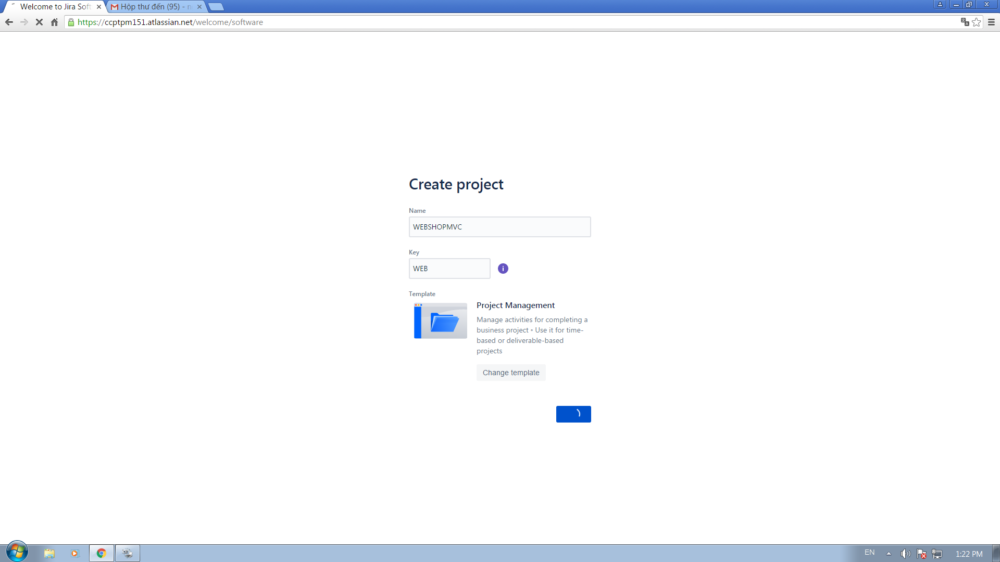 Welcome to Jira Soft
Hộp thư đến (95) - n
https://ccptpm151.atlassian.net/welcome/software
Create project
Name
WEBSHOPMVC
Key
WEB
i
Template
Project Management
Manage activities for completing a
business project • Use it for time-
based or deliverable-based
projects
Change template
EN
1:22 PM